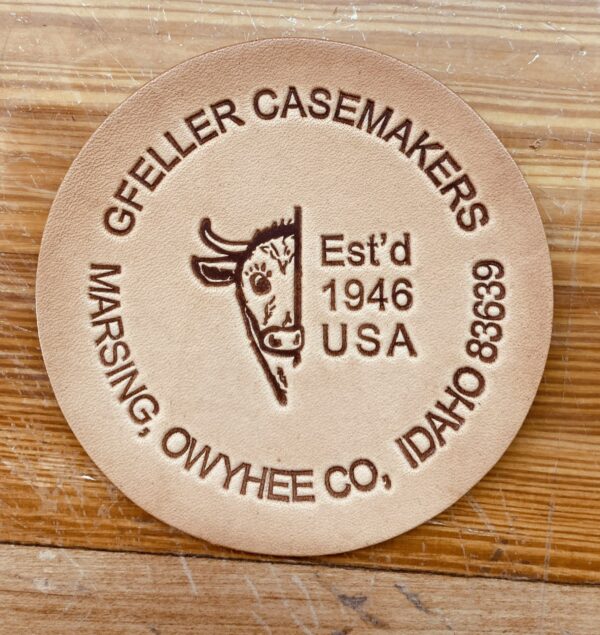 GFELLER CASEMAKERS
Est'd
1946
USA
MARSING, OWYHEE CO, IDAHO 83639